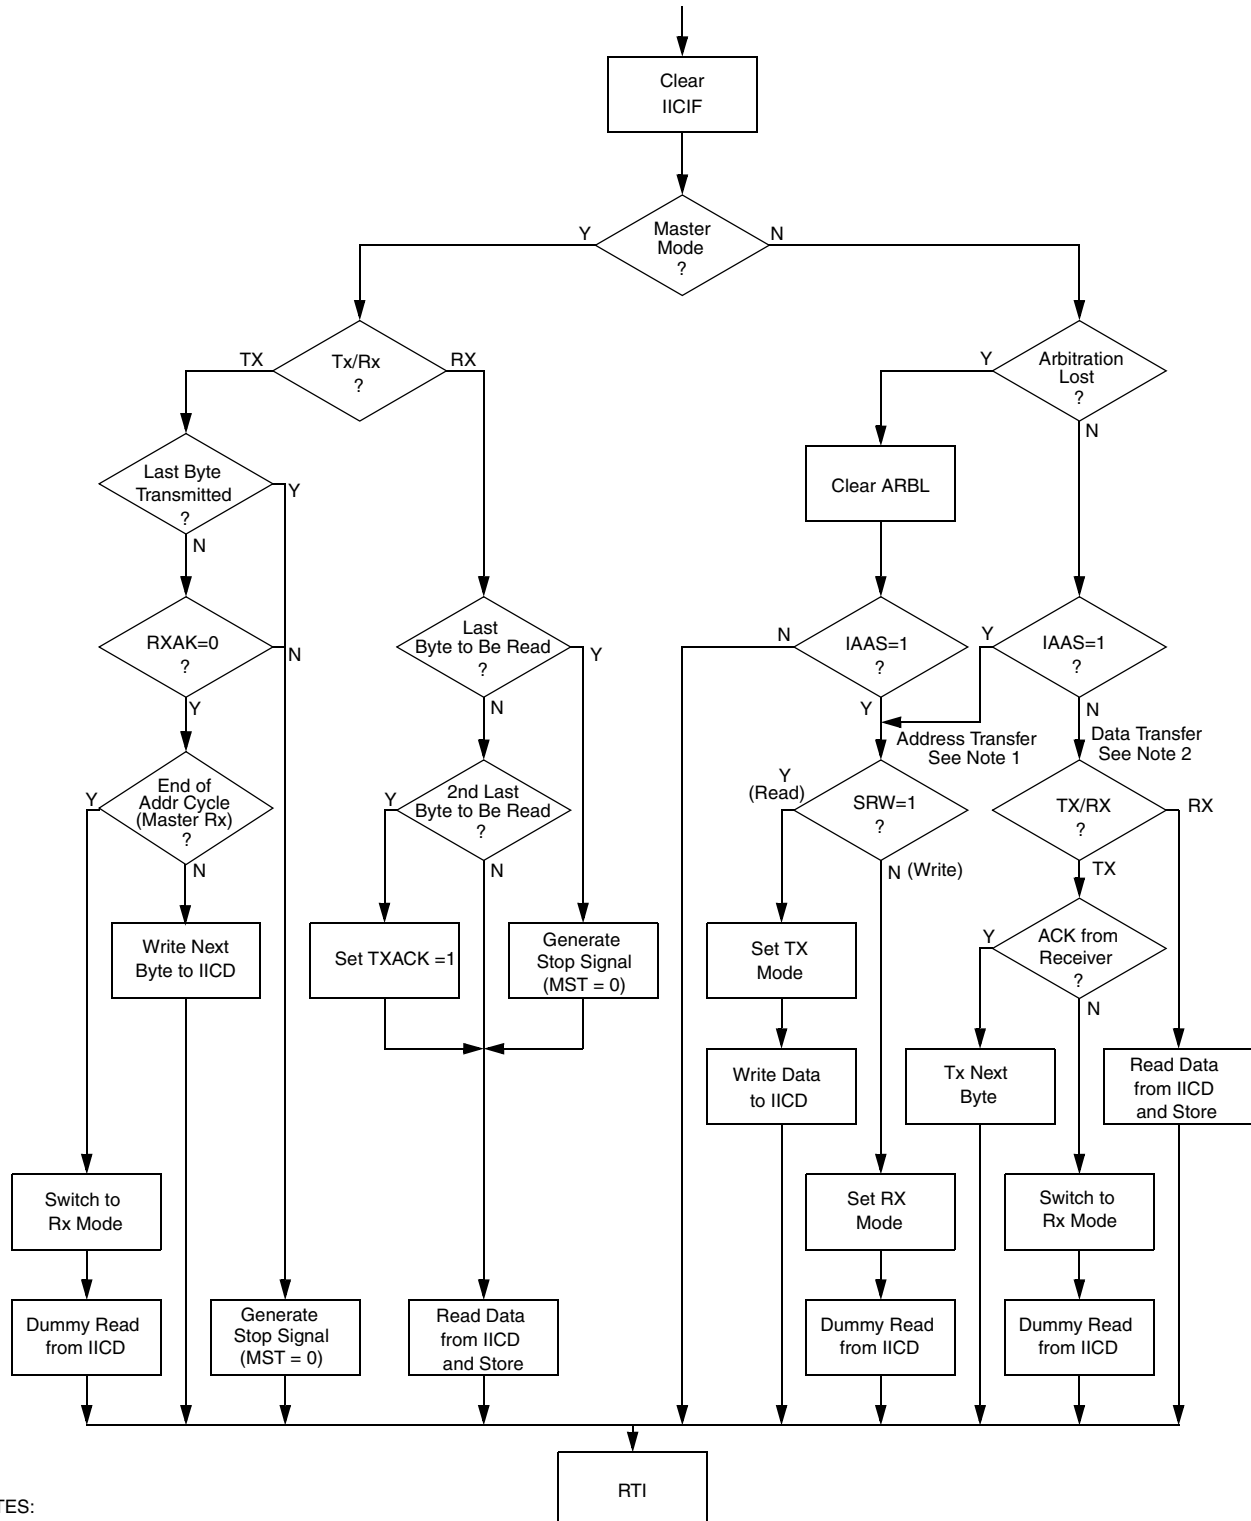 Clear
IICIF
Master
Mode
?
Y
N
Tx/Rx
?
TX
RX
Arbitration
Lost
?
Y
N
Last Byte
Transmitted
?
Y
N
Clear ARBL
RXAK=0
?
N
Y
Last
Byte to Be Read
?
Y
N
IAAS=1
?
N
Y
IAAS=1
?
Y
N
Address Transfer
See Note 1
Data Transfer
See Note 2
End of
Addr Cycle
(Master Rx)
?
Y
N
2nd Last
Byte to Be Read
?
Y
N
Y
(Read)
SRW=1
?
N (Write)
TX/RX
?
RX
TX
Write Next
Byte to IICD
Set TXACK =1
Generate
Stop Signal
(MST = 0)
Set TX
Mode
Y
ACK from
Receiver
?
N
Write Data
to IICD
Tx Next
Byte
Read Data
from IICD
and Store
Switch to
Rx Mode
Set RX
Mode
Switch to
Rx Mode
Dummy Read
from IICD
Generate
Stop Signal
(MST = 0)
Read Data
from IICD
and Store
Dummy Read
from IICD
Dummy Read
from IICD
RTI
TES: